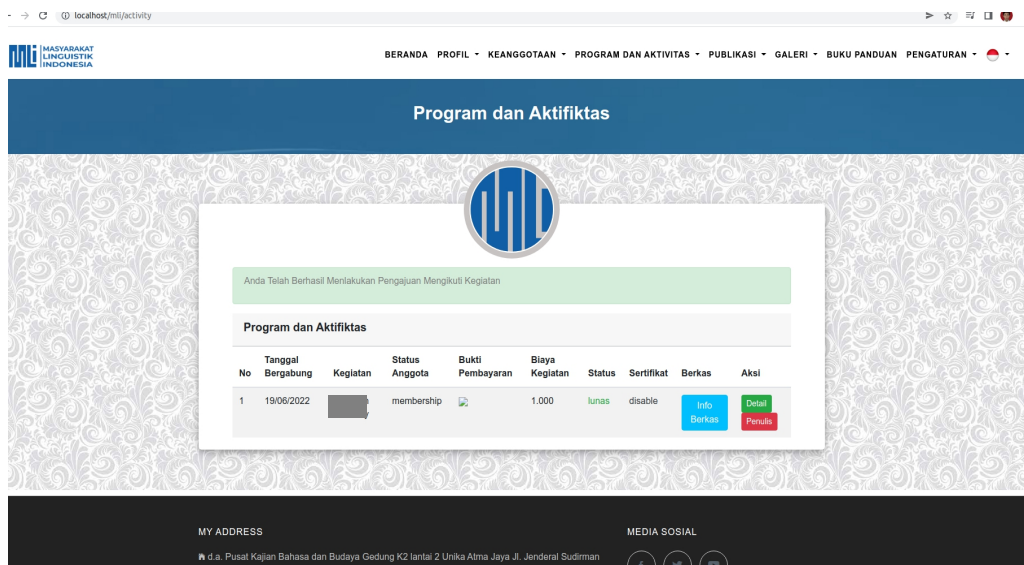 localhost/mli/activity
MASYARAKAT
LINGUISTIK
INDONESIA
BERANDA PROFIL KEANGGOTAAN PROGRAM DAN AKTIVITAS PUBLIKASI GALERI BUKU PANDUAN PENGATURAN
Program dan Aktifiktas
Anda Telah Berhasil Menlakukan Pengajuan Mengikuti Kegiatan
Program dan Aktifiktas
No Tanggal Bergabung Kegiatan Status Anggota Bukti Pembayaran Biaya Kegiatan Status Sertifikat Berkas Aksi
1 19/06/2022 membership 1.000 lunas disable Info Berkas Detail
Penulis
MY ADDRESS MEDIA SOSIAL
d.a. Pusat Kajian Bahasa dan Budaya Gedung K2 lantai 2 Unika Atma Jaya Jl. Jenderal Sudirman